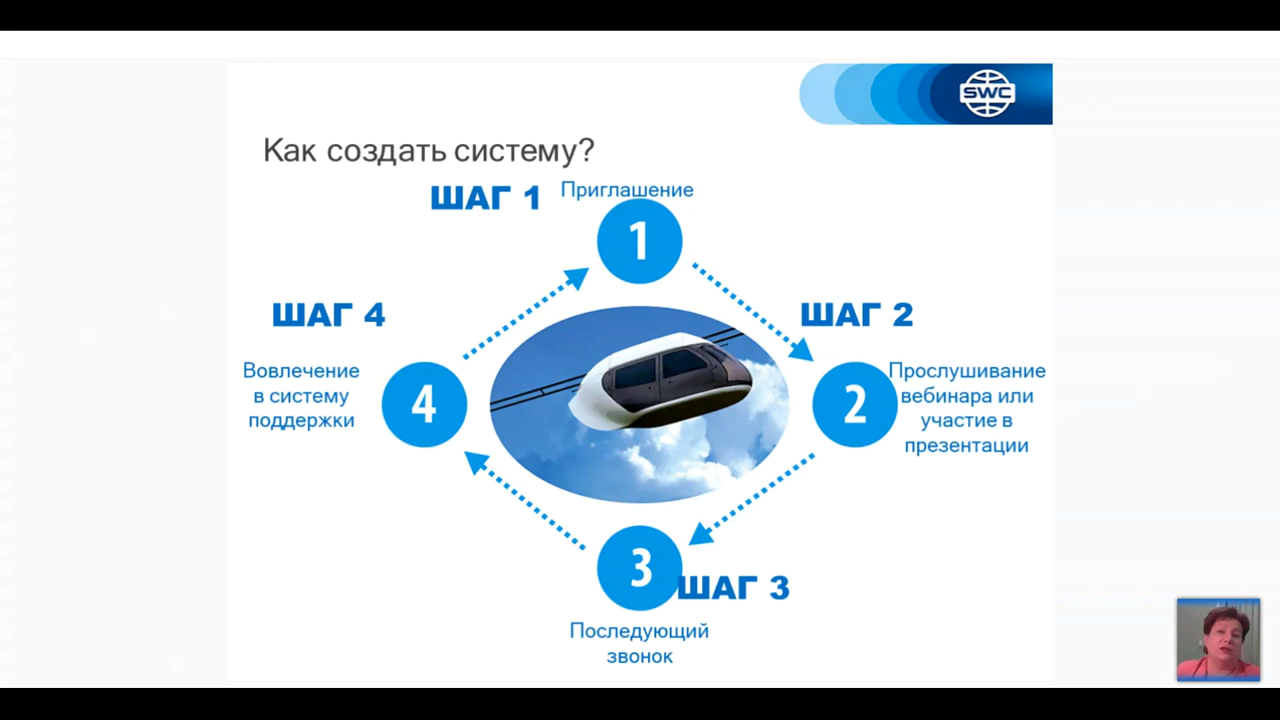 SWC
Как создать систему?
ШАГ 1
Приглашение
1
ШАГ 2
2
Прослушивание
вебинара или
участие в
презентации
ШАГ 3
3
Последующий
звонок
ШАГ 4
4
Вовлечение
в систему
поддержки